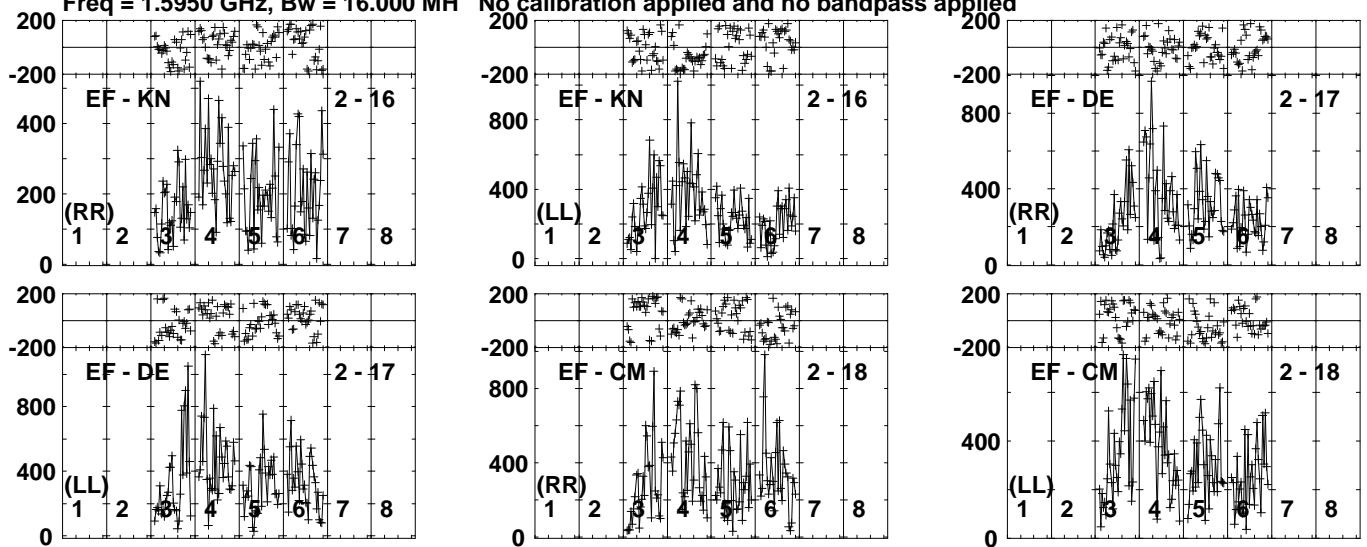 Freq = 1.5950 GHz, Bw = 16.000 MH No calibration applied and no bandpass applied
200
-200
EF - KN 2 - 16
400
200
(RR)
0
1 2 3 4 5 6 7 8
EF - KN 2 - 16
800
400
(LL)
0
1 2 3 4 5 6 7 8
200
-200
EF - DE 2 - 17
800
400
(RR)
0
1 2 3 4 5 6 7 8
200
-200
EF - DE 2 - 17
800
400
(LL)
0
1 2 3 4 5 6 7 8
200
-200
EF - CM 2 - 18
800
400
(RR)
0
1 2 3 4 5 6 7 8
200
-200
EF - CM 2 - 18
400
(LL)
0
1 2 3 4 5 6 7 8